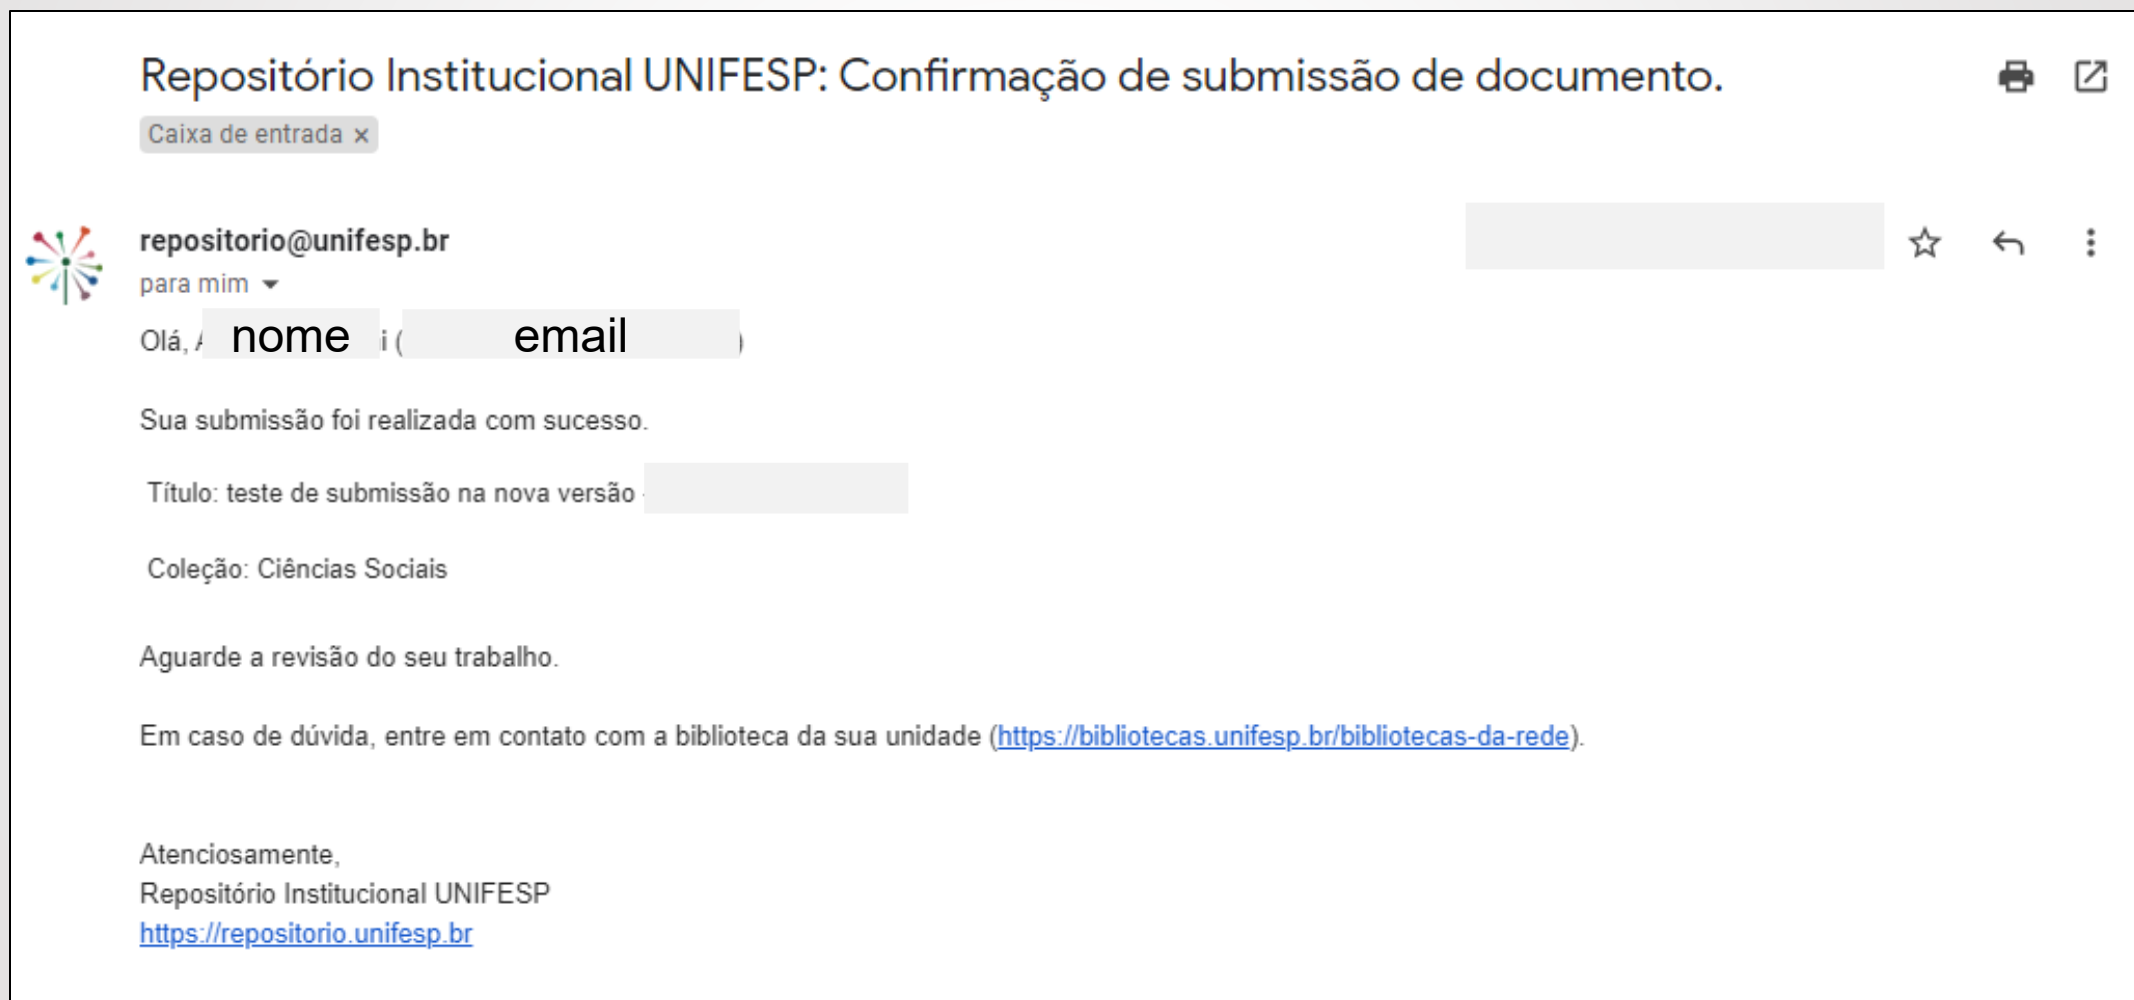 Repositório Institucional UNIFESP: Confirmação de submissão de documento.
Caixa de entrada ×
repositorio@unifesp.br
para mim
Olá, nome i ( email )
Sua submissão foi realizada com sucesso.
Título: teste de submissão na nova versão
Coleção: Ciências Sociais
Aguarde a revisão do seu trabalho.
Em caso de dúvida, entre em contato com a biblioteca da sua unidade (https://bibliotecas.unifesp.br/bibliotecas-da-rede).
Atenciosamente,
Repositório Institucional UNIFESP
https://repositorio.unifesp.br